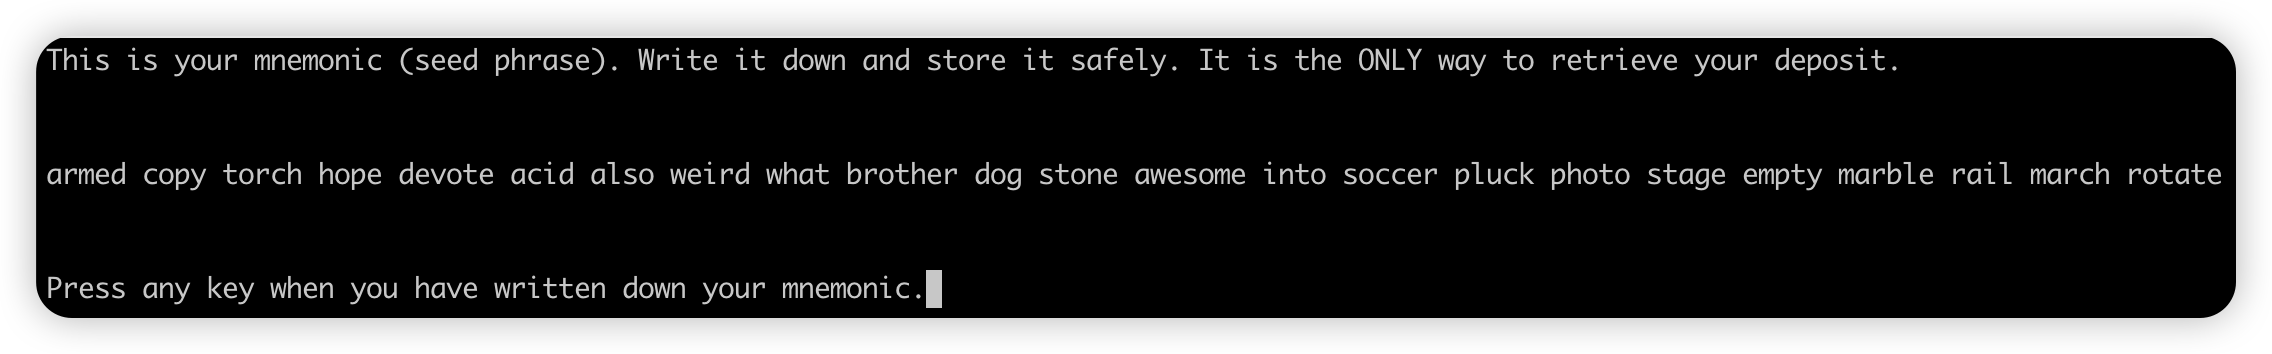 This is your mnemonic (seed phrase). Write it down and store it safely. It is the ONLY way to retrieve your deposit.
armed copy torch hope devote acid also weird what brother dog stone awesome into soccer pluck photo stage empty marble rail march rotate
Press any key when you have written down your mnemonic.